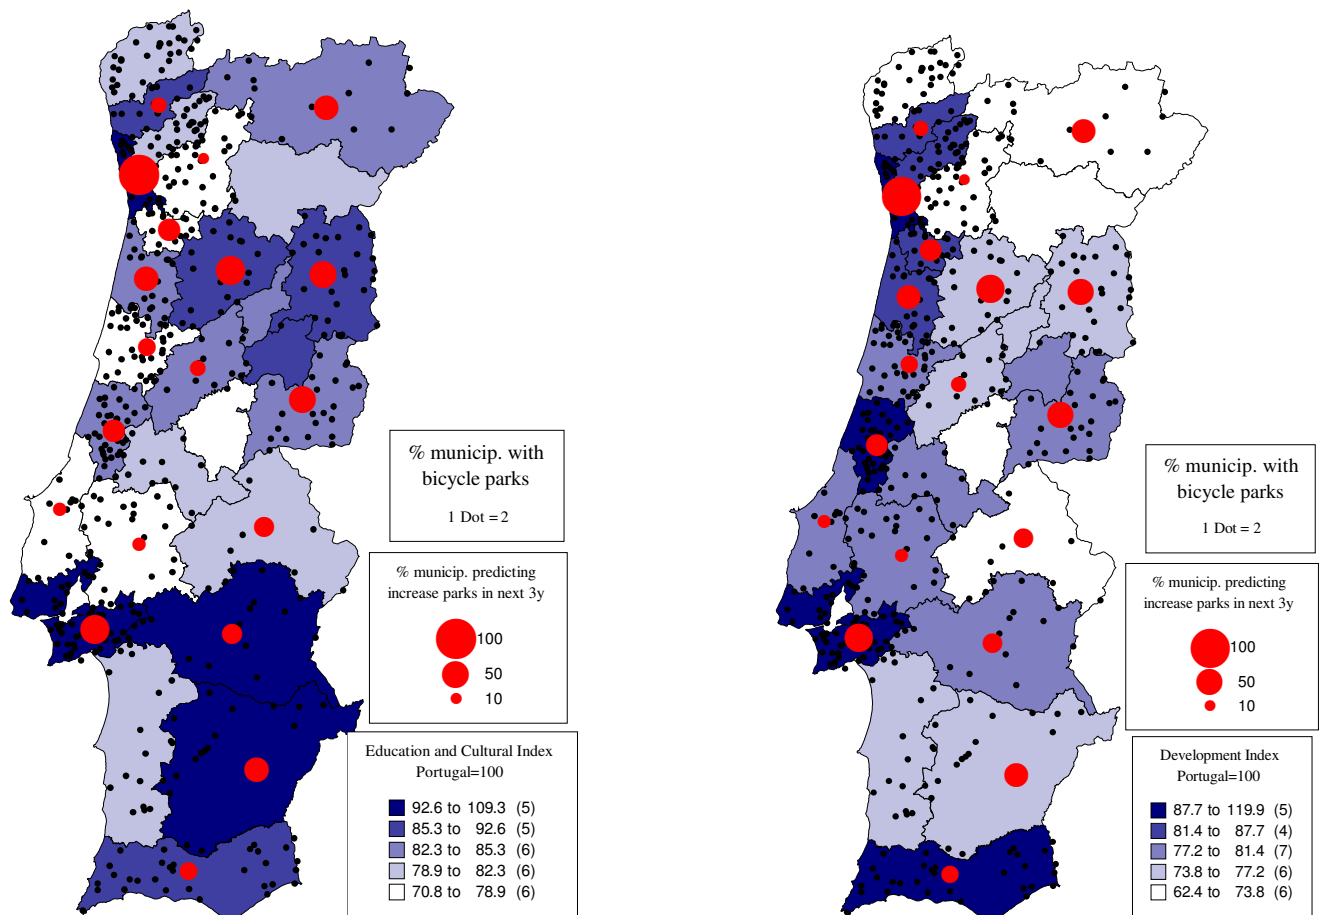 % municip. with
bicycle parks
1 Dot = 2
% municip. predicting
increase parks in next 3y
100
50
10
Education and Cultural Index
Portugal=100
92.6 to 109.3 (5)
85.3 to 92.6 (5)
82.3 to 85.3 (6)
78.9 to 82.3 (6)
70.8 to 78.9 (6)
% municip. with
bicycle parks
1 Dot = 2
% municip. predicting
increase parks in next 3y
100
50
10
Development Index
Portugal=100
87.7 to 119.9 (5)
81.4 to 87.7 (4)
77.2 to 81.4 (7)
73.8 to 77.2 (6)
62.4 to 73.8 (6)